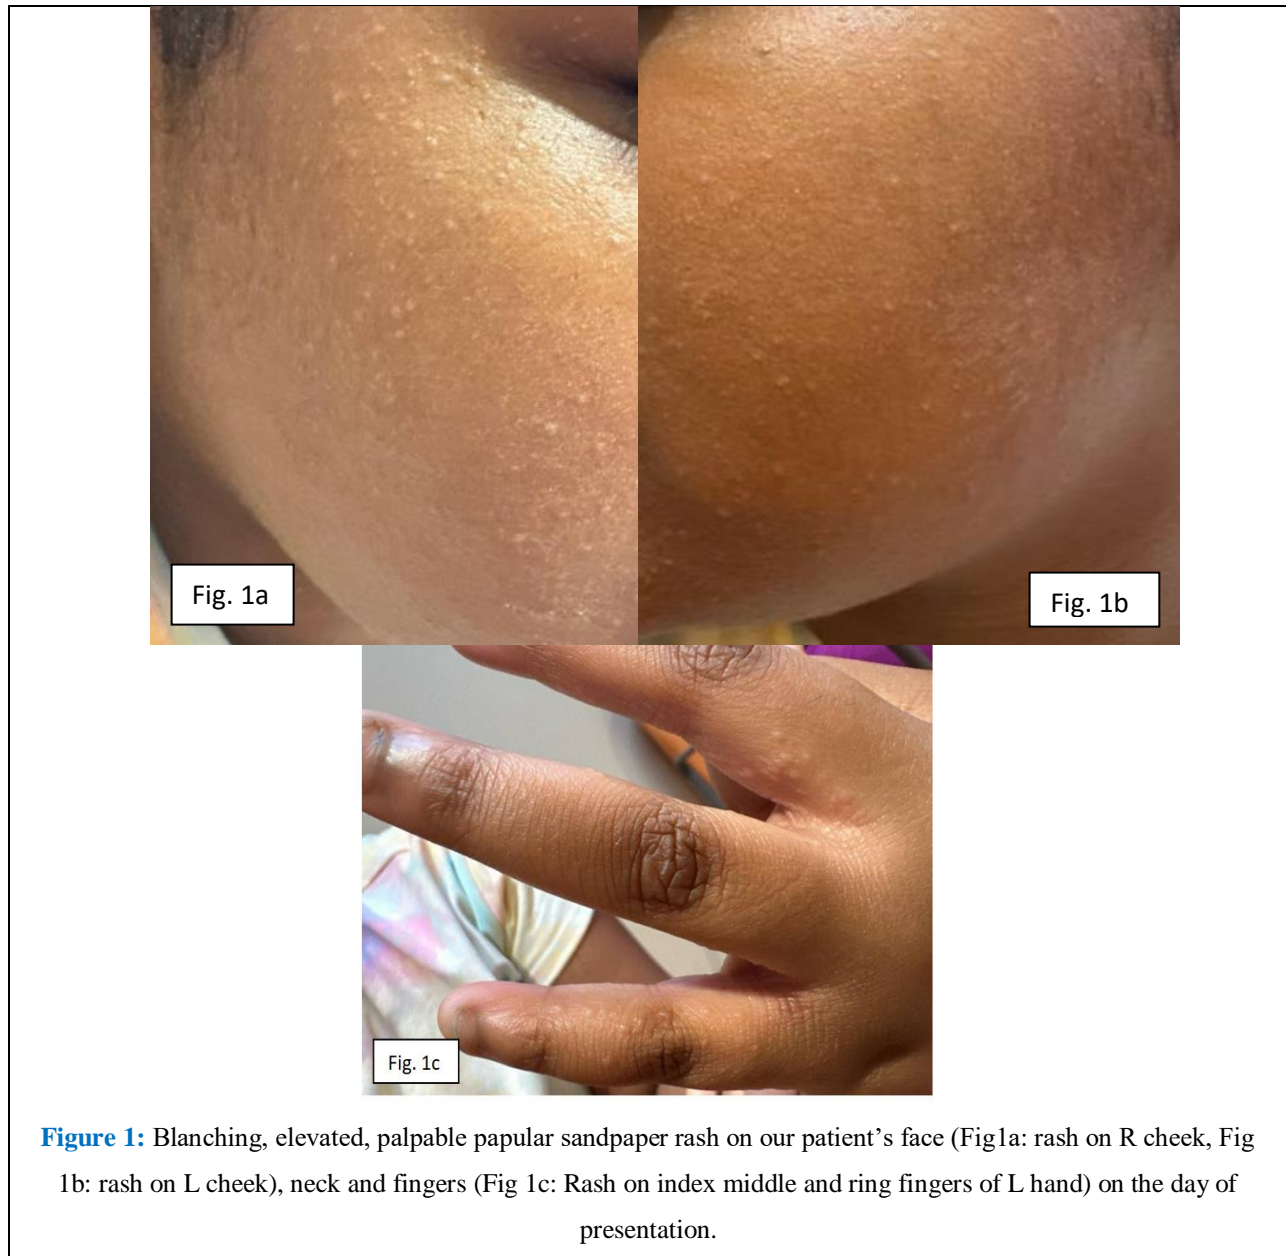 Fig. 1a
Fig. 1b
Fig. 1c
Figure 1: Blanching, elevated, palpable papular sandpaper rash on our patient’s face (Fig1a: rash on R cheek, Fig
1b: rash on L cheek), neck and fingers (Fig 1c: Rash on index middle and ring fingers of L hand) on the day of
presentation.